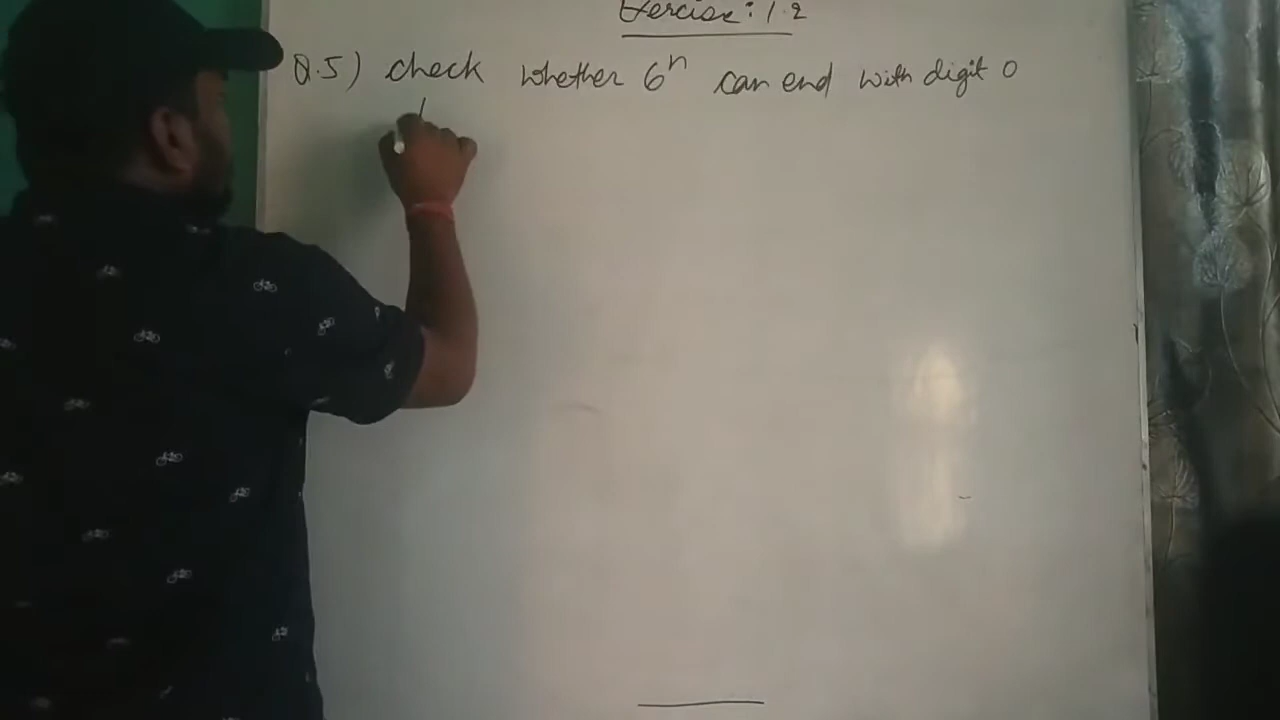 Exercise: 1.2
Q.5) check whether 6ⁿ can end with digit 0